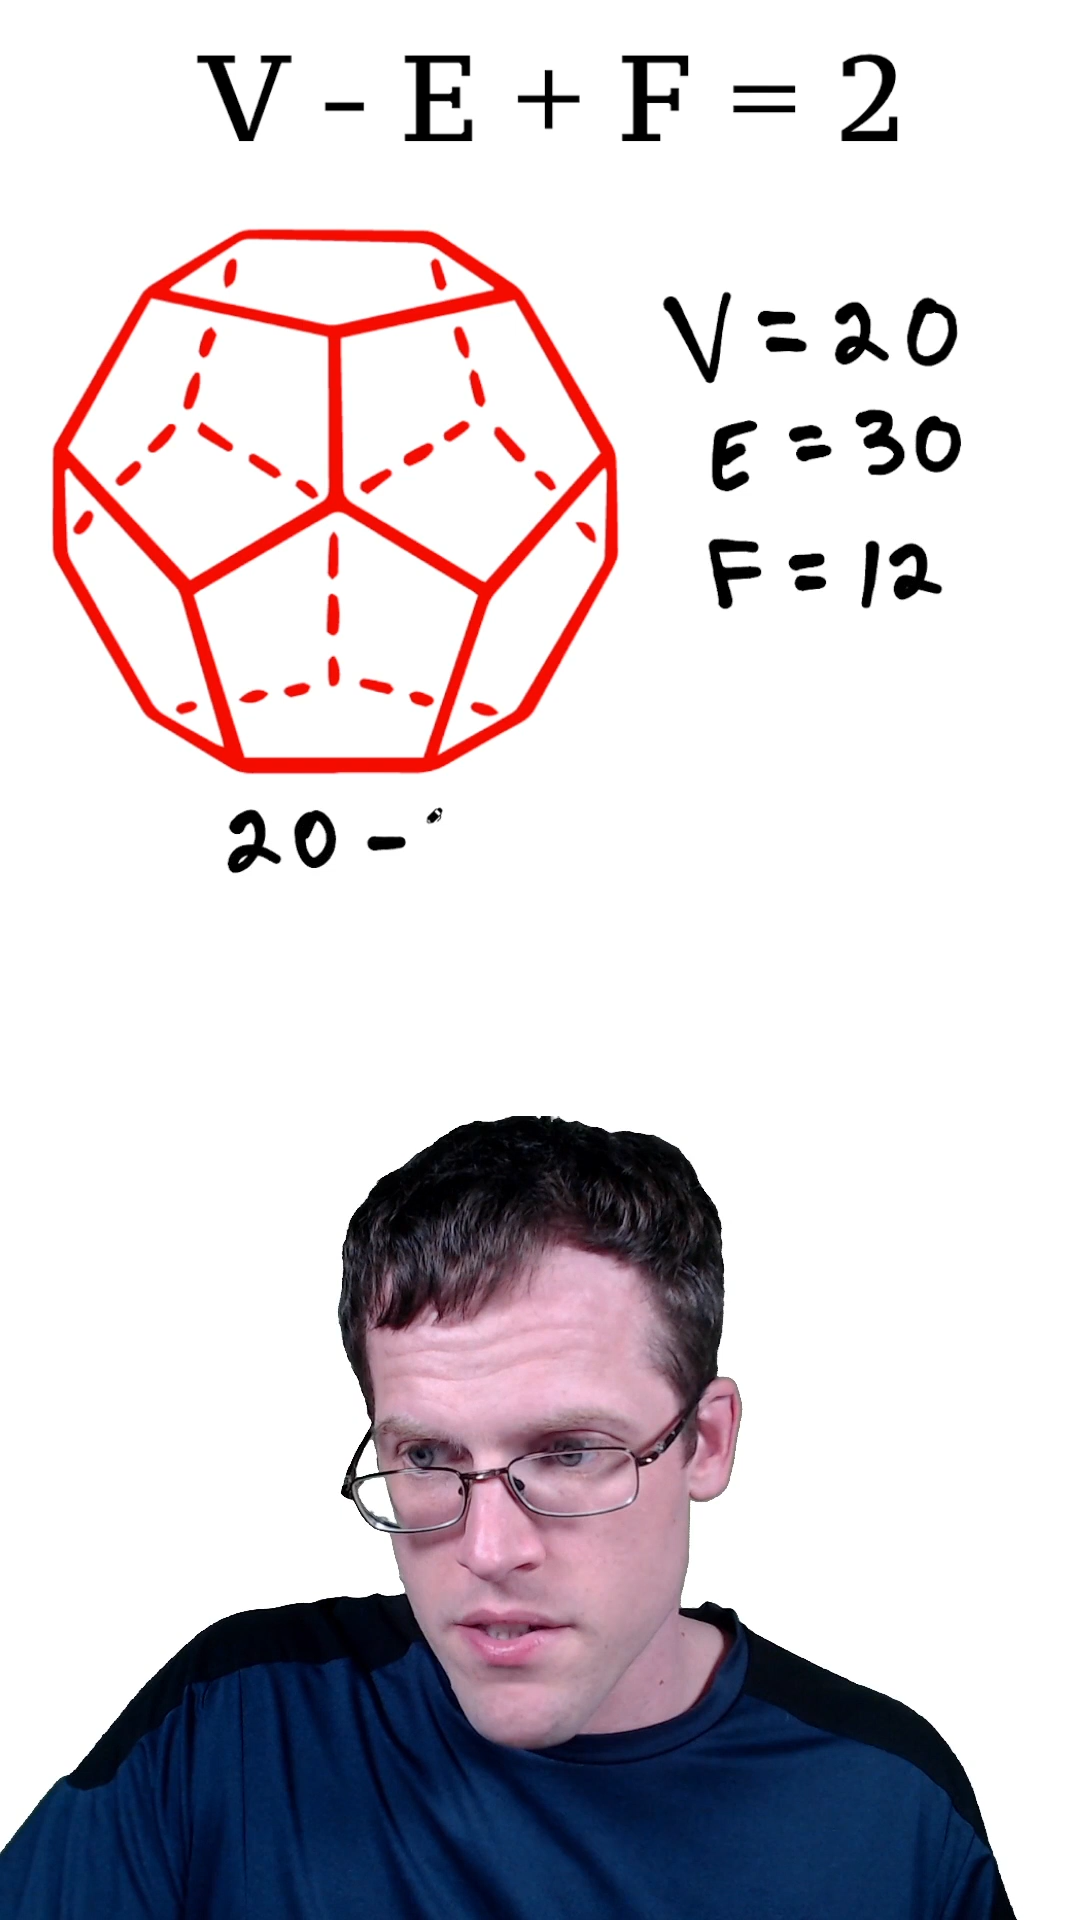 V - E + F = 2
V = 20
E = 30
F = 12
20 -